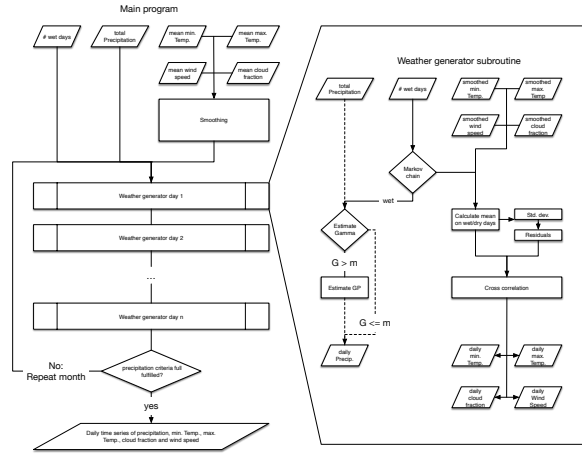 Main program
# wet days
total
Precipitation
mean min.
Temp.
mean max.
Temp.
mean wind
speed
mean cloud
fraction
Smoothing
Weather generator day 1
Weather generator day 2
...
Weather generator day n
No:
Repeat month
precipitation criteria full
fulfilled?
yes
Daily time series of precipitation, min. Temp., max.
Temp., cloud fraction and wind speed
Weather generator subroutine
total
Precipitation
# wet days
smoothed
min. Temp.
smoothed
max. Temp
smoothed
wind speed
smoothed
cloud
fraction
Markov
chain
wet
Estimate
Gamma
Calculate mean
on wet/dry days
Std. dev.
Residuals
G > m
Estimate GP
Cross correlation
G <= m
daily
Precip.
daily
min.
Temp.
daily
max.
Temp.
daily
cloud
fraction
daily
Wind
Speed